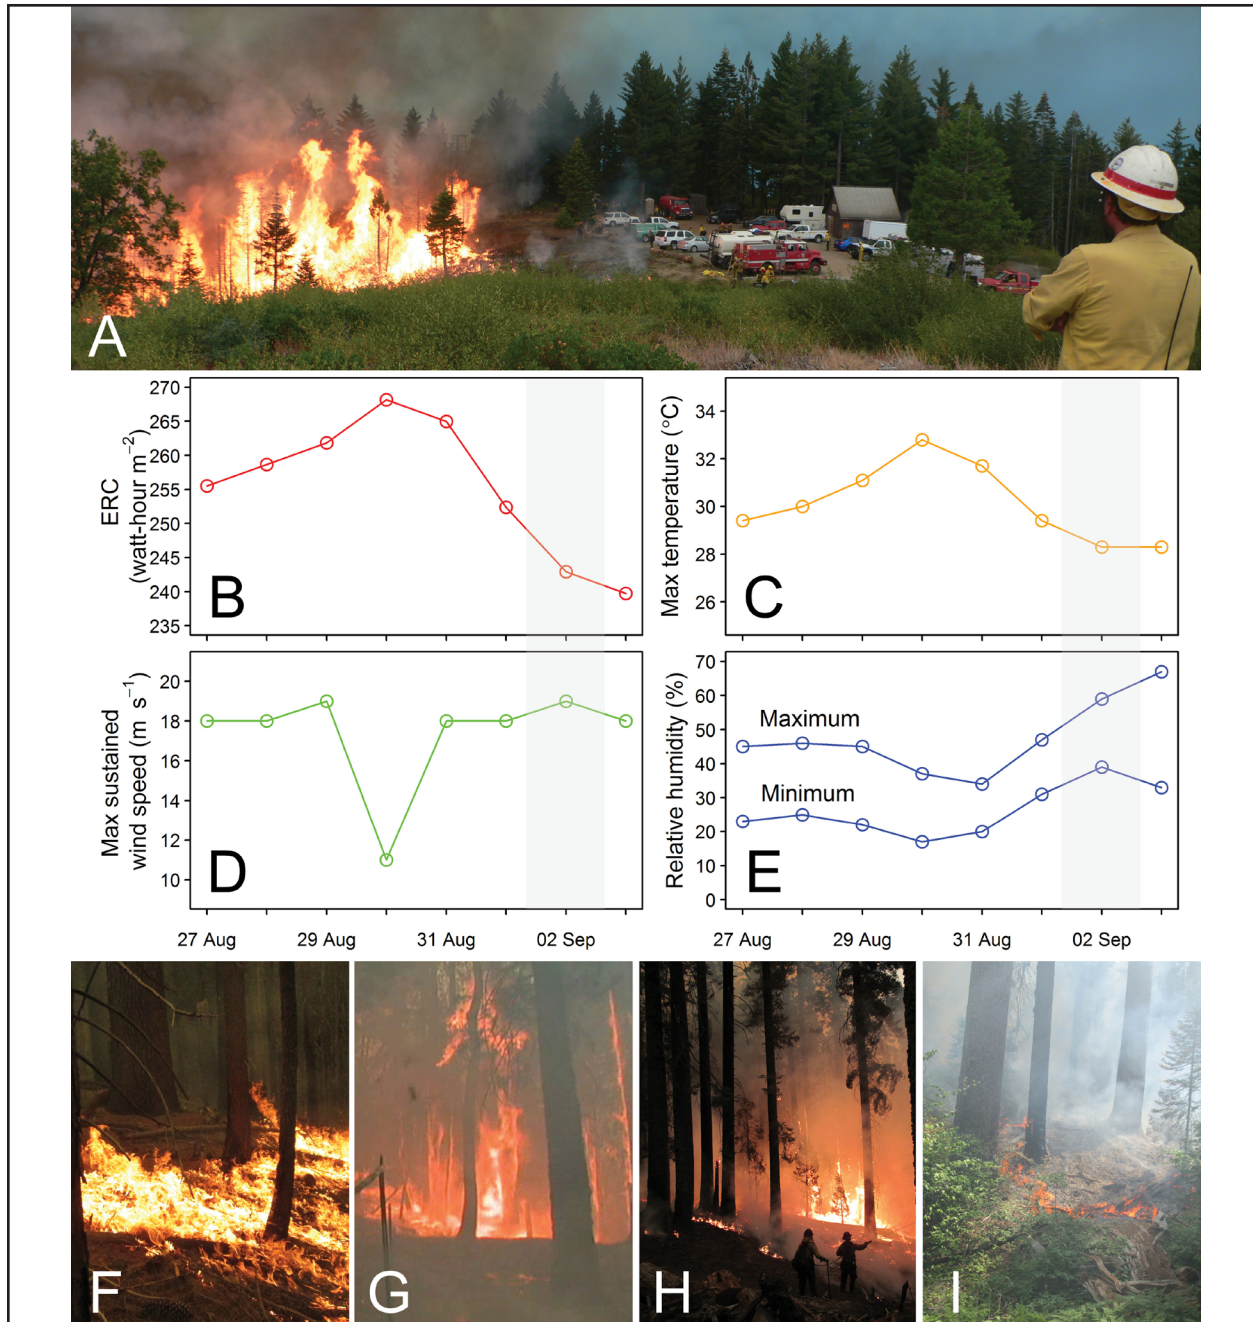 A
270
265
260
255
250
245
240
235
ERC
(watt-hour m⁻²)
B
34
32
30
28
26
Max temperature (°C)
C
20
18
16
14
12
10
Max sustained
wind speed (m s⁻¹)
D
27 Aug 29 Aug 31 Aug 02 Sep
70
60
50
40
30
20
10
0
Relative humidity (%)
Maximum
Minimum
E
27 Aug 29 Aug 31 Aug 02 Sep
F G H I